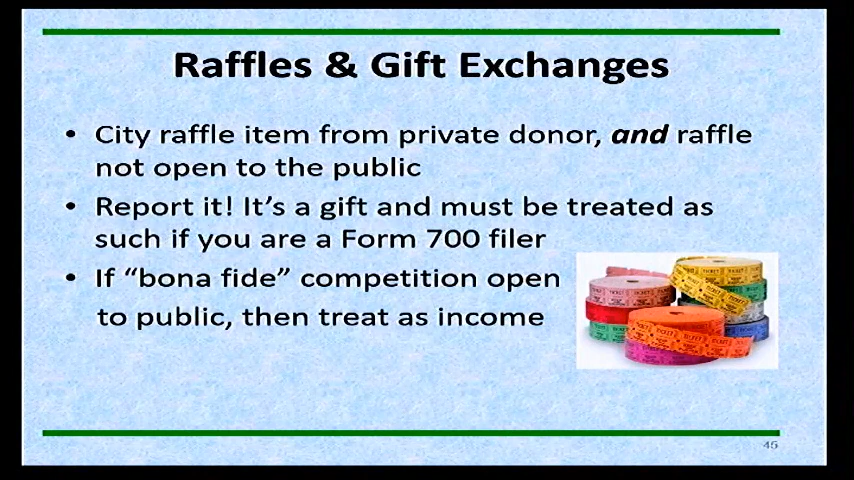 Raffles & Gift Exchanges
• City raffle item from private donor, and raffle
not open to the public
• Report it! It's a gift and must be treated as
such if you are a Form 700 filer
• If “bona fide” competition open
to public, then treat as income
45